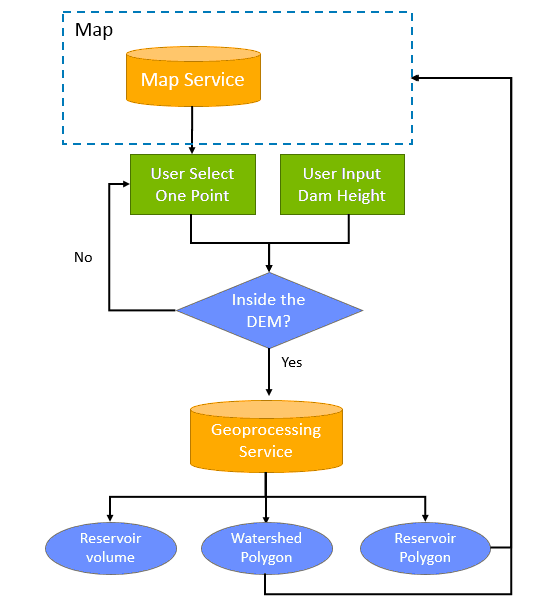 Map
Map Service
User Select
One Point
User Input
Dam Height
No
Inside the
DEM?
Yes
Geoprocessing
Service
Reservoir
volume
Watershed
Polygon
Reservoir
Polygon